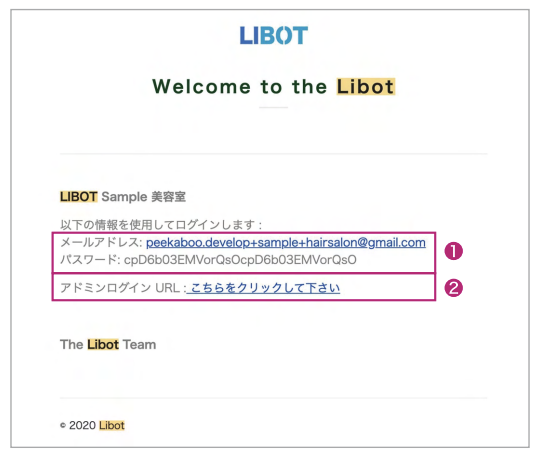 LIBOT
Welcome to the Libot
LIBOT Sample 美容室
以下の情報を使用してログインします :
メールアドレス: peekaboo.develop+sample+hairsalon@gmail.com
パスワード: cpD6b03EMVorQsOcpD6b03EMVorQsO
❶
アドミンログイン URL : こちらをクリックして下さい
❷
The Libot Team
© 2020 Libot